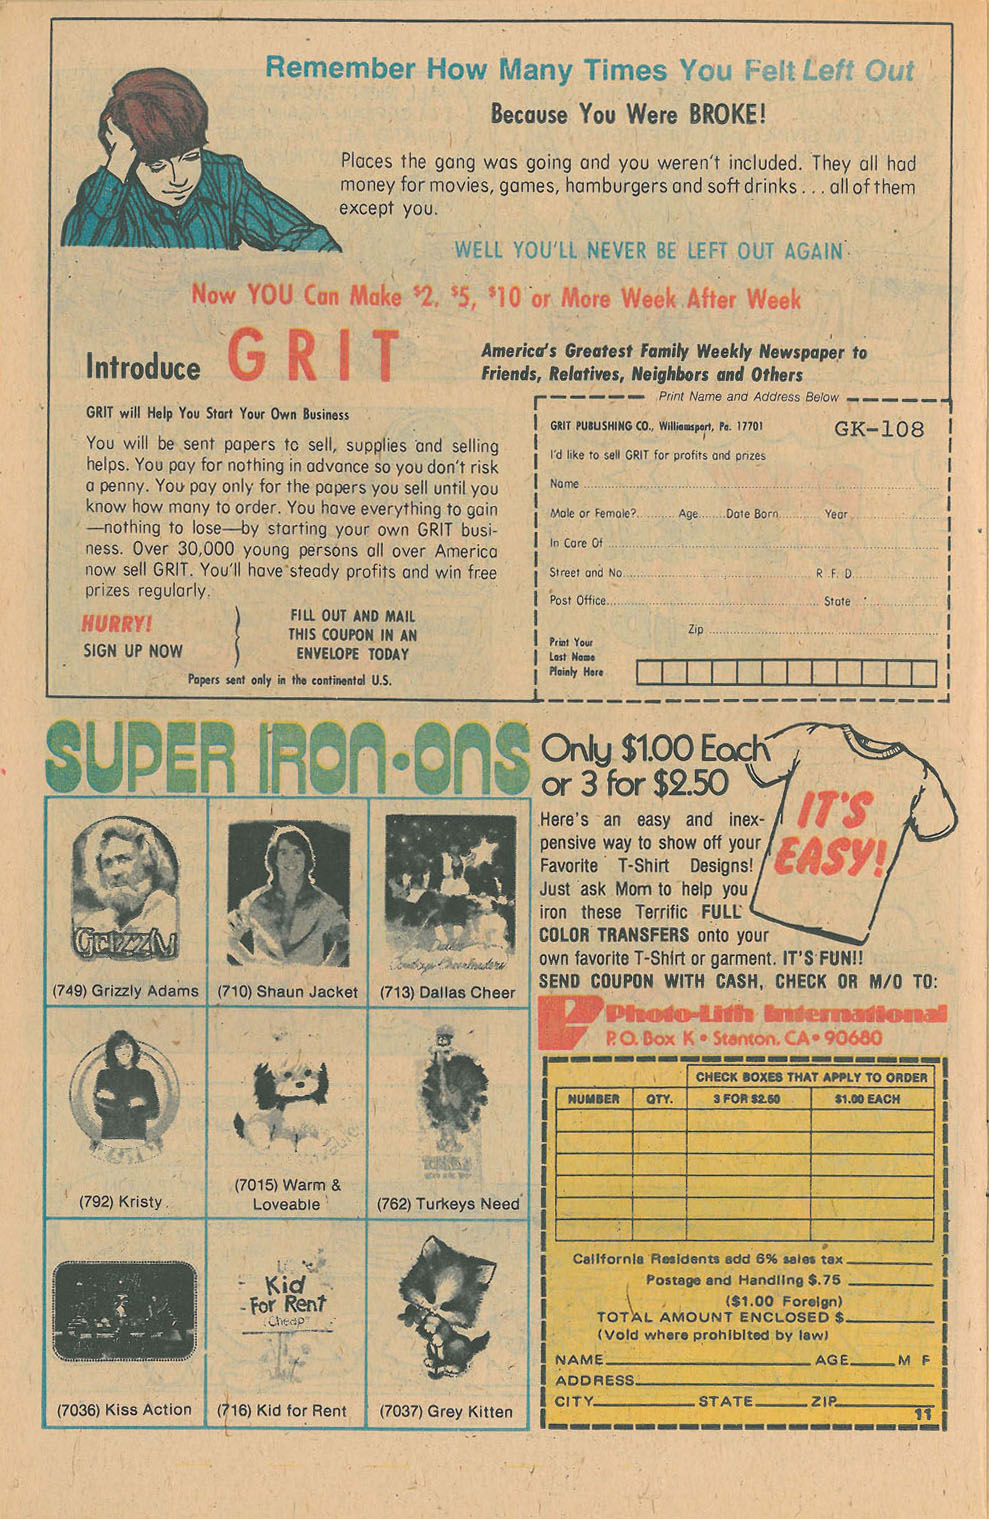 Remember How Many Times You Felt Left Out
Because You Were BROKE!
Places the gang was going and you weren't included. They all had
money for movies, games, hamburgers and soft drinks . . . all of them
except you.
WELL YOU'LL NEVER BE LEFT OUT AGAIN
Now YOU Can Make $2, $5, $10 or More Week After Week
Introduce GRIT
America's Greatest Family Weekly Newspaper to
Friends, Relatives, Neighbors and Others
GRIT will Help You Start Your Own Business
You will be sent papers to sell, supplies and selling
helps. You pay for nothing in advance so you don't risk
a penny. You pay only for the papers you sell until you
know how many to order. You have everything to gain
—nothing to lose—by starting your own GRIT busi-
ness. Over 30,000 young persons all over America
now sell GRIT. You'll have steady profits and win free
prizes regularly.
HURRY!
SIGN UP NOW
FILL OUT AND MAIL
THIS COUPON IN AN
ENVELOPE TODAY
Papers sent only in the continental U.S.
Print Name and Address Below
GRIT PUBLISHING CO., Williamsport, Pa. 17701 GK-108
I'd like to sell GRIT for profits and prizes
Name
Male or Female? Age Date Born Year
In Care Of
Street and No. R. F. D.
Post Office State
Zip
Print Your
Last Name
Plainly Here
SUPER IRON-ONS
Grizzly
(749) Grizzly Adams
(710) Shaun Jacket
Dallas
Cowboys Cheerleaders
(713) Dallas Cheer
(792) Kristy
(7015) Warm &
Loveable
(762) Turkeys Need
(7036) Kiss Action
Kid
For Rent
(Cheap)
(716) Kid for Rent
(7037) Grey Kitten
Only $1.00 Each
or 3 for $2.50
IT'S
EASY!
Here's an easy and inex-
pensive way to show off your
Favorite T-Shirt Designs!
Just ask Mom to help you
iron these Terrific FULL
COLOR TRANSFERS onto your
own favorite T-Shirt or garment. IT'S FUN!!
SEND COUPON WITH CASH, CHECK OR M/O TO:
Photo-Lith International
P.O. Box K • Stanton, CA • 90680
CHECK BOXES THAT APPLY TO ORDER
NUMBER QTY. 3 FOR $2.50 $1.00 EACH
California Residents add 6% sales tax
Postage and Handling $.75
($1.00 Foreign)
TOTAL AMOUNT ENCLOSED $
(Void where prohibited by law)
NAME AGE M F
ADDRESS
CITY STATE ZIP
11